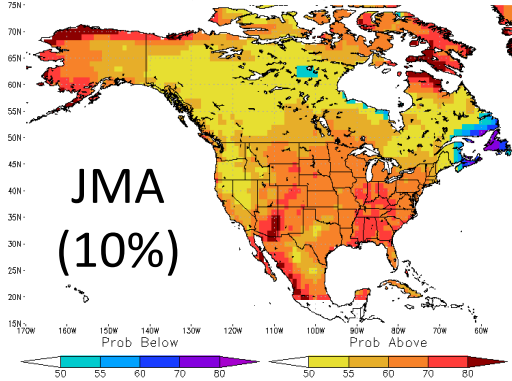 75N
70N
65N
60N
55N
50N
45N
40N
35N
30N
25N
20N
15N
JMA
(10%)
170W 160W 150W 140W 130W 120W 110W 100W 90W 80W 70W 60W
Prob Below Prob Above
50 55 60 70 80 50 55 60 70 80